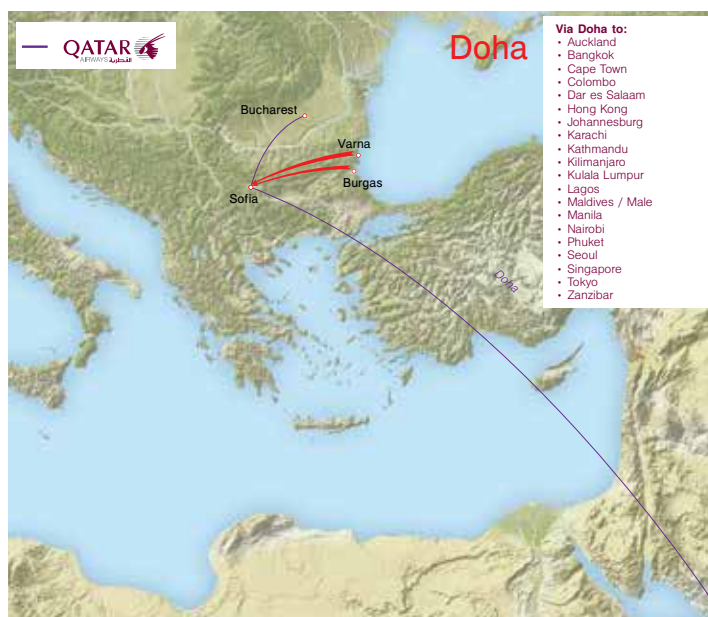 QATAR
AIRWAYS القطرية
Doha
Via Doha to:
• Auckland
• Bangkok
• Cape Town
• Colombo
• Dar es Salaam
• Hong Kong
• Johannesburg
• Karachi
• Kathmandu
• Kilimanjaro
• Kulala Lumpur
• Lagos
• Maldives / Male
• Manila
• Nairobi
• Phuket
• Seoul
• Singapore
• Tokyo
• Zanzibar
Bucharest
Varna
Burgas
Sofia
Doha